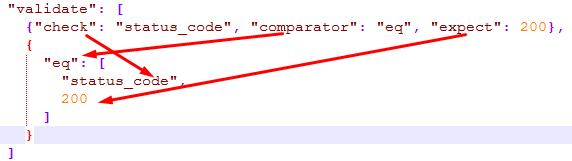 "validate": [
{"check": "status_code", "comparator": "eq", "expect": 200},
{
"eq": [
"status_code",
200
]
}
]